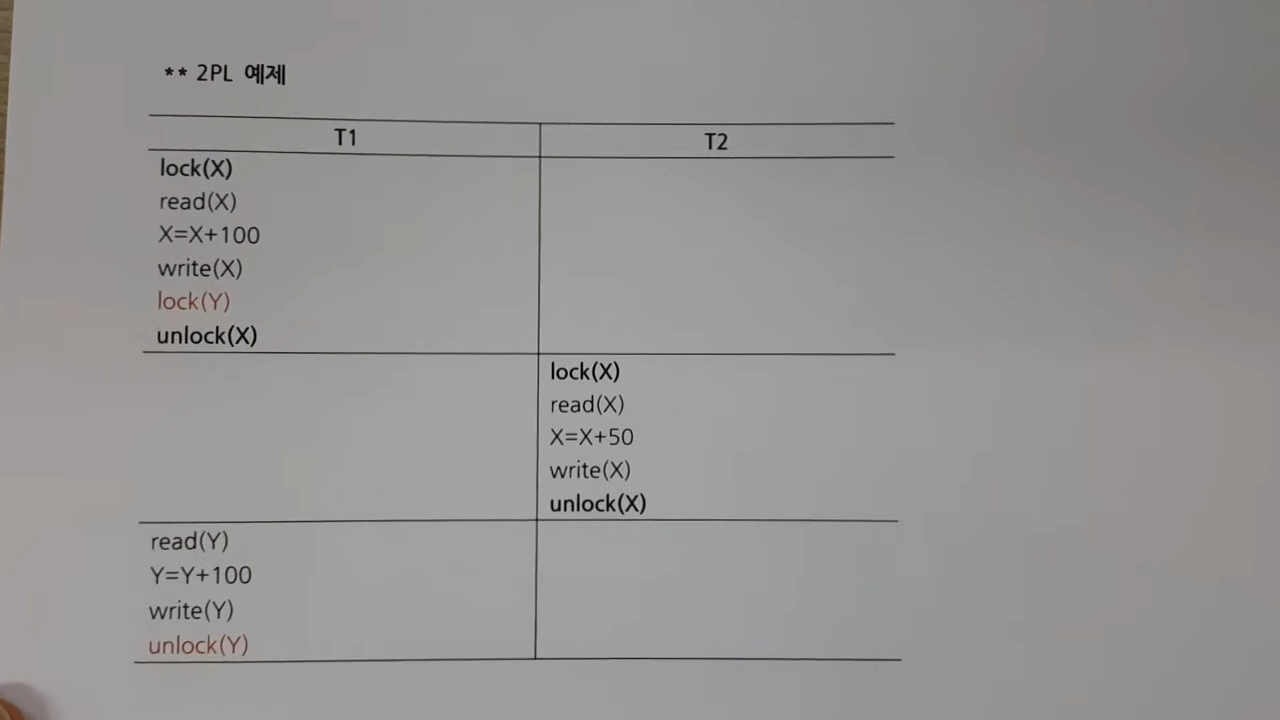 ** 2PL 예제
T1 T2
lock(X)
read(X)
X=X+100
write(X)
lock(Y)
unlock(X)
lock(X)
read(X)
X=X+50
write(X)
unlock(X)
read(Y)
Y=Y+100
write(Y)
unlock(Y)